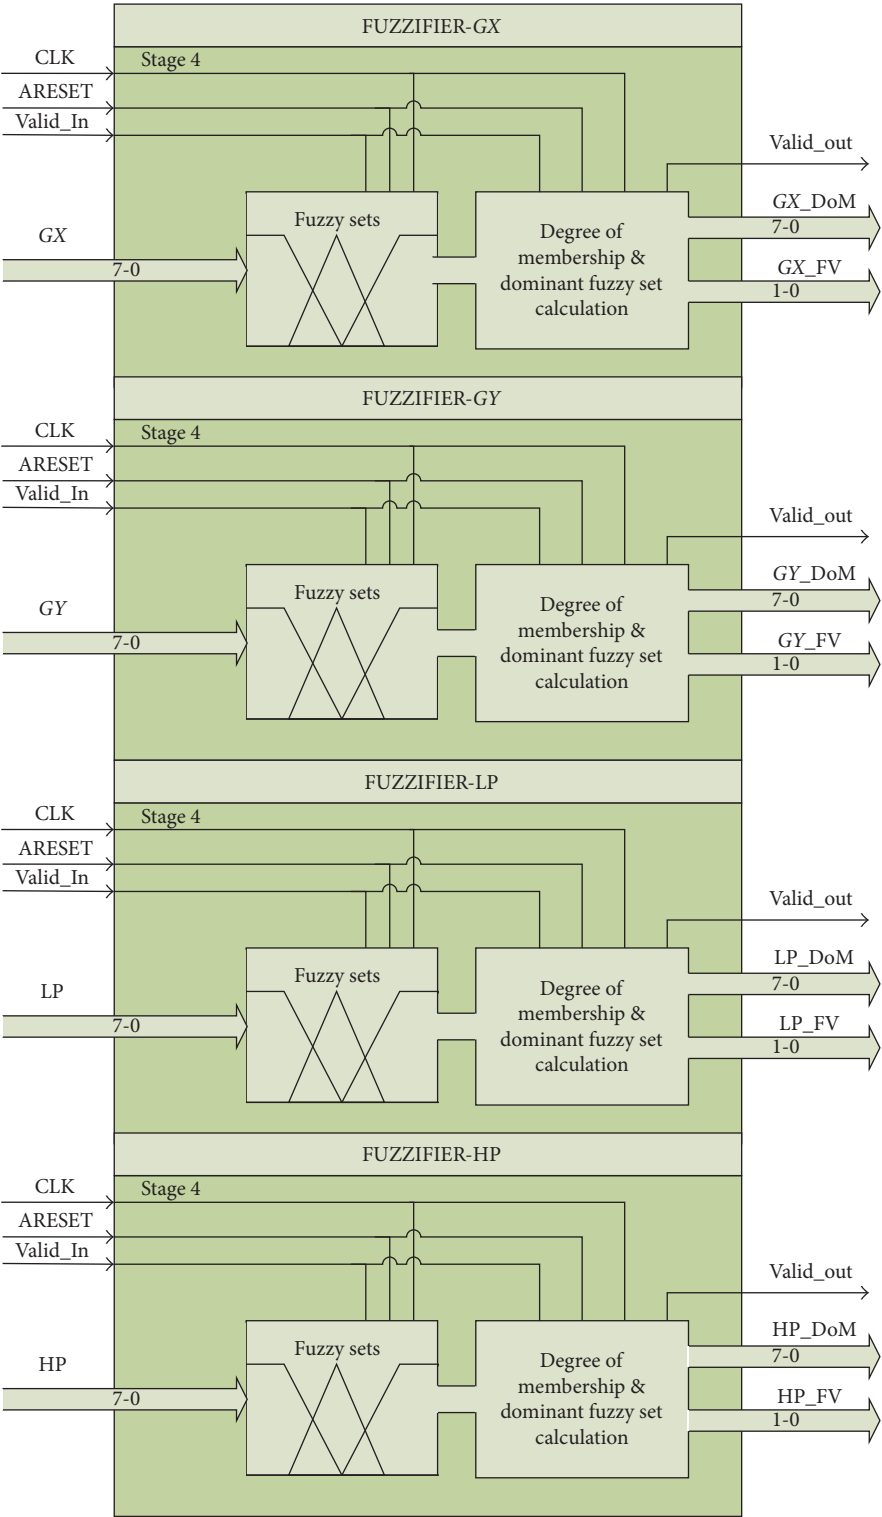 FUZZIFIER-GX
CLK
Stage 4
ARESET
Valid_In
Valid_out
GX_DoM
7-0
Fuzzy sets
GX
7-0
Degree of
membership &
dominant fuzzy set
calculation
GX_FV
1-0
FUZZIFIER-GY
CLK
Stage 4
ARESET
Valid_In
Valid_out
GY_DoM
7-0
Fuzzy sets
GY
7-0
Degree of
membership &
dominant fuzzy set
calculation
GY_FV
1-0
FUZZIFIER-LP
CLK
Stage 4
ARESET
Valid_In
Valid_out
LP_DoM
7-0
Fuzzy sets
LP
7-0
Degree of
membership &
dominant fuzzy set
calculation
LP_FV
1-0
FUZZIFIER-HP
CLK
Stage 4
ARESET
Valid_In
Valid_out
HP_DoM
7-0
Fuzzy sets
HP
7-0
Degree of
membership &
dominant fuzzy set
calculation
HP_FV
1-0